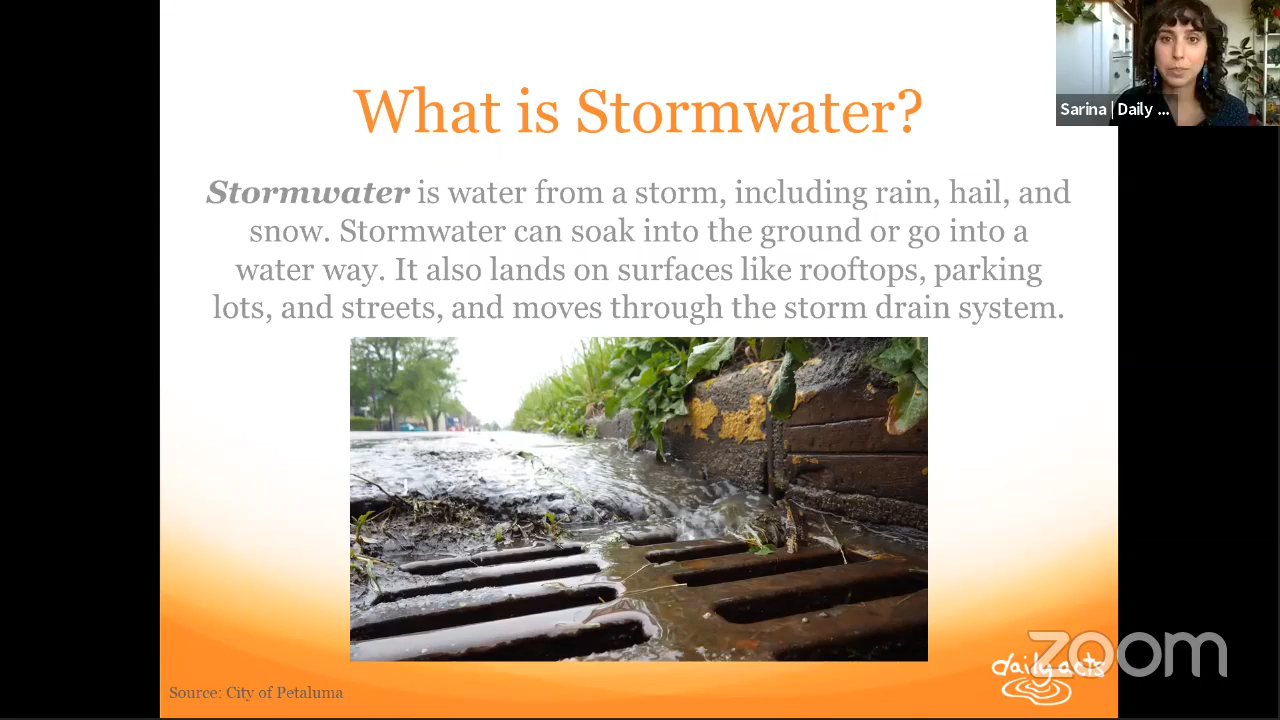 What is Stormwater?
Sarina | Daily ...
Stormwater is water from a storm, including rain, hail, and
snow. Stormwater can soak into the ground or go into a
water way. It also lands on surfaces like rooftops, parking
lots, and streets, and moves through the storm drain system.
Source: City of Petaluma
daily acts
zoom